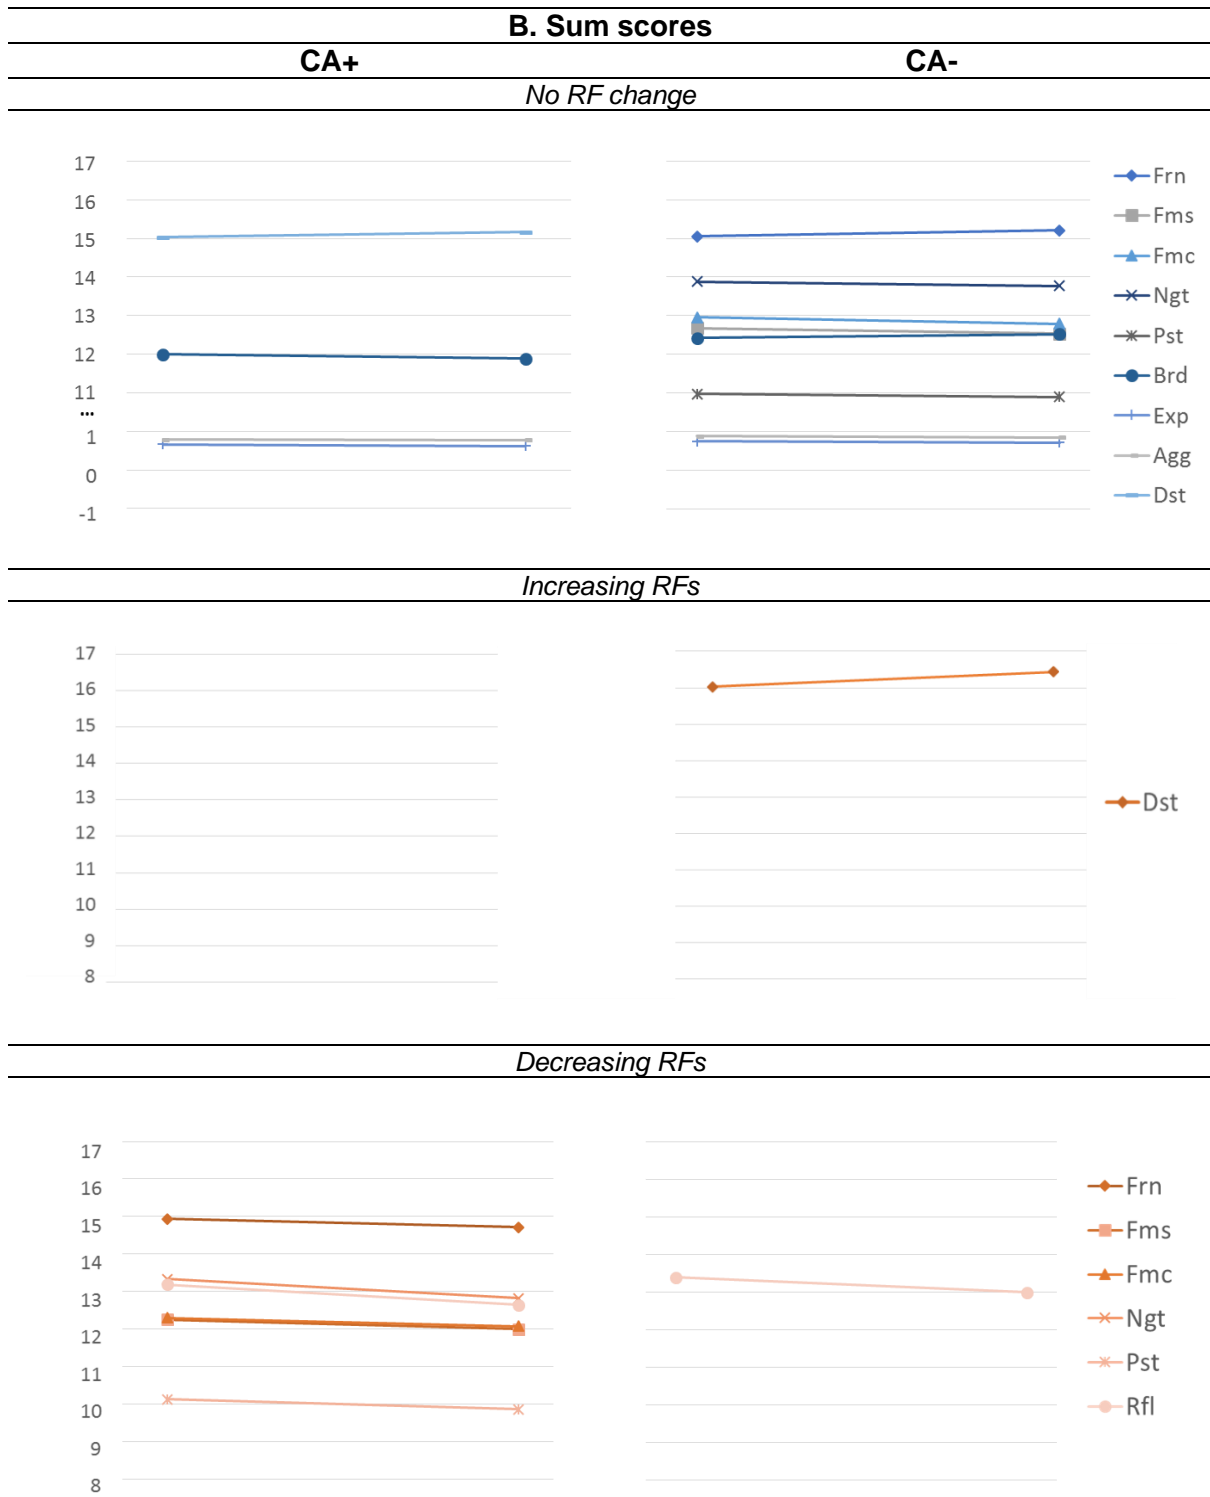 B. Sum scores
CA+ CA-
No RF change
17
16
15
14
13
12
11
...
1
0
-1
Frn
Fms
Fmc
Ngt
Pst
Brd
Exp
Agg
Dst
Increasing RFs
17
16
15
14
13
12
11
10
9
8
Dst
Decreasing RFs
17
16
15
14
13
12
11
10
9
8
Frn
Fms
Fmc
Ngt
Pst
Rfl